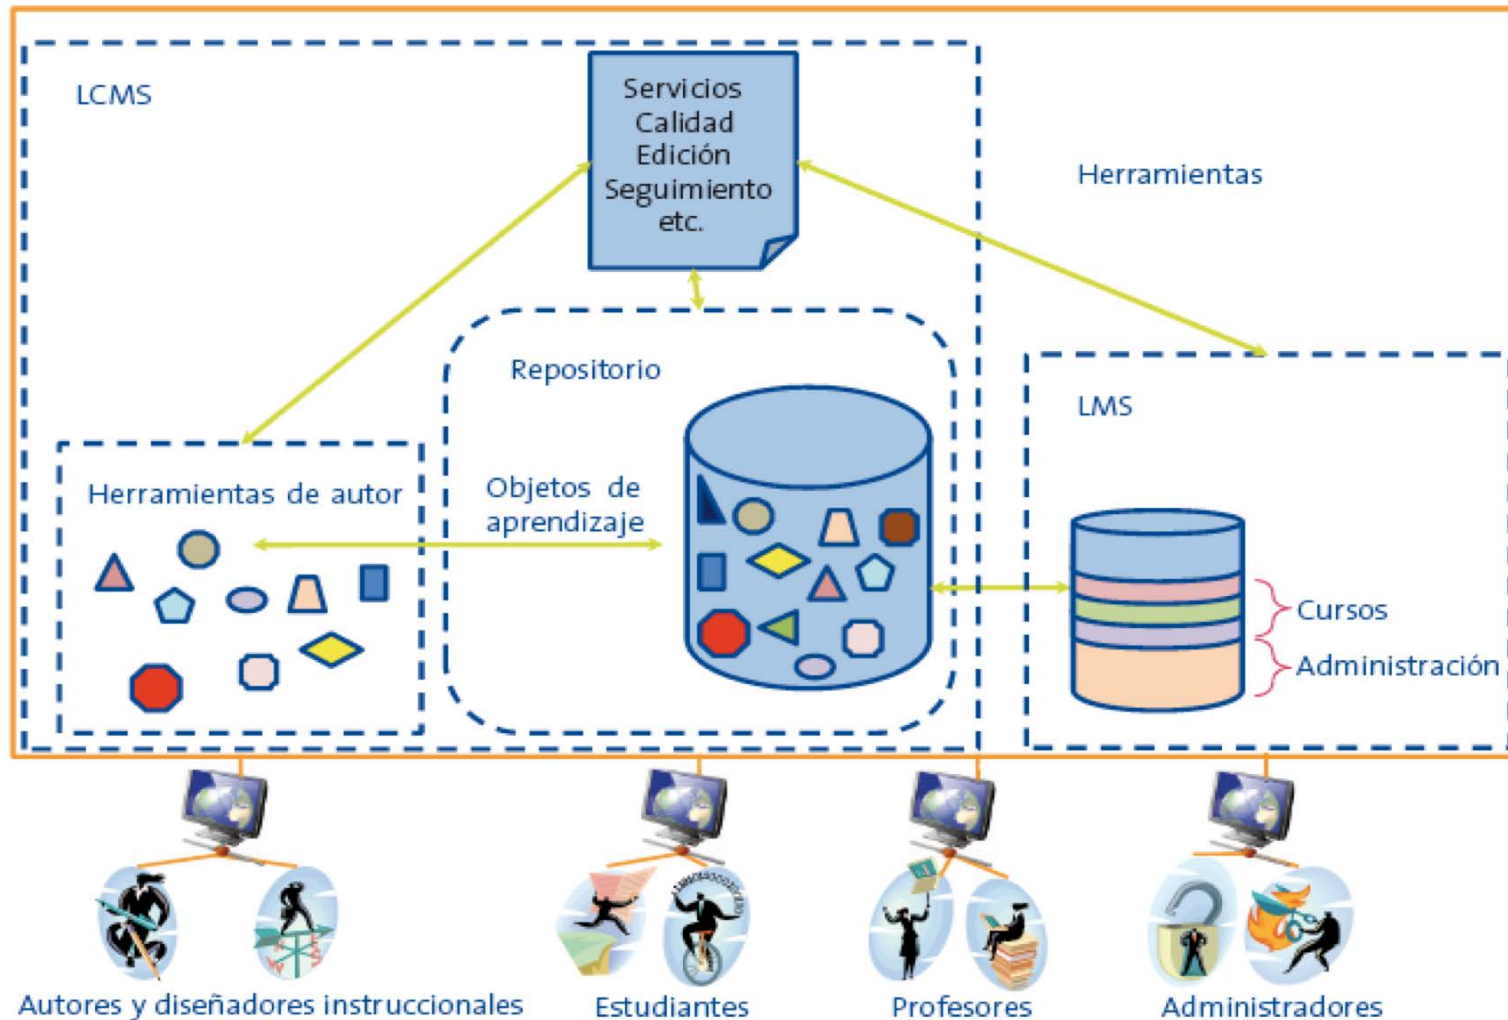 LCMS
Servicios
Calidad
Edición
Seguimiento
etc.
Herramientas
Repositorio
LMS
Herramientas de autor
Objetos de
aprendizaje
Cursos
Administración
Autores y diseñadores instruccionales
Estudiantes
Profesores
Administradores